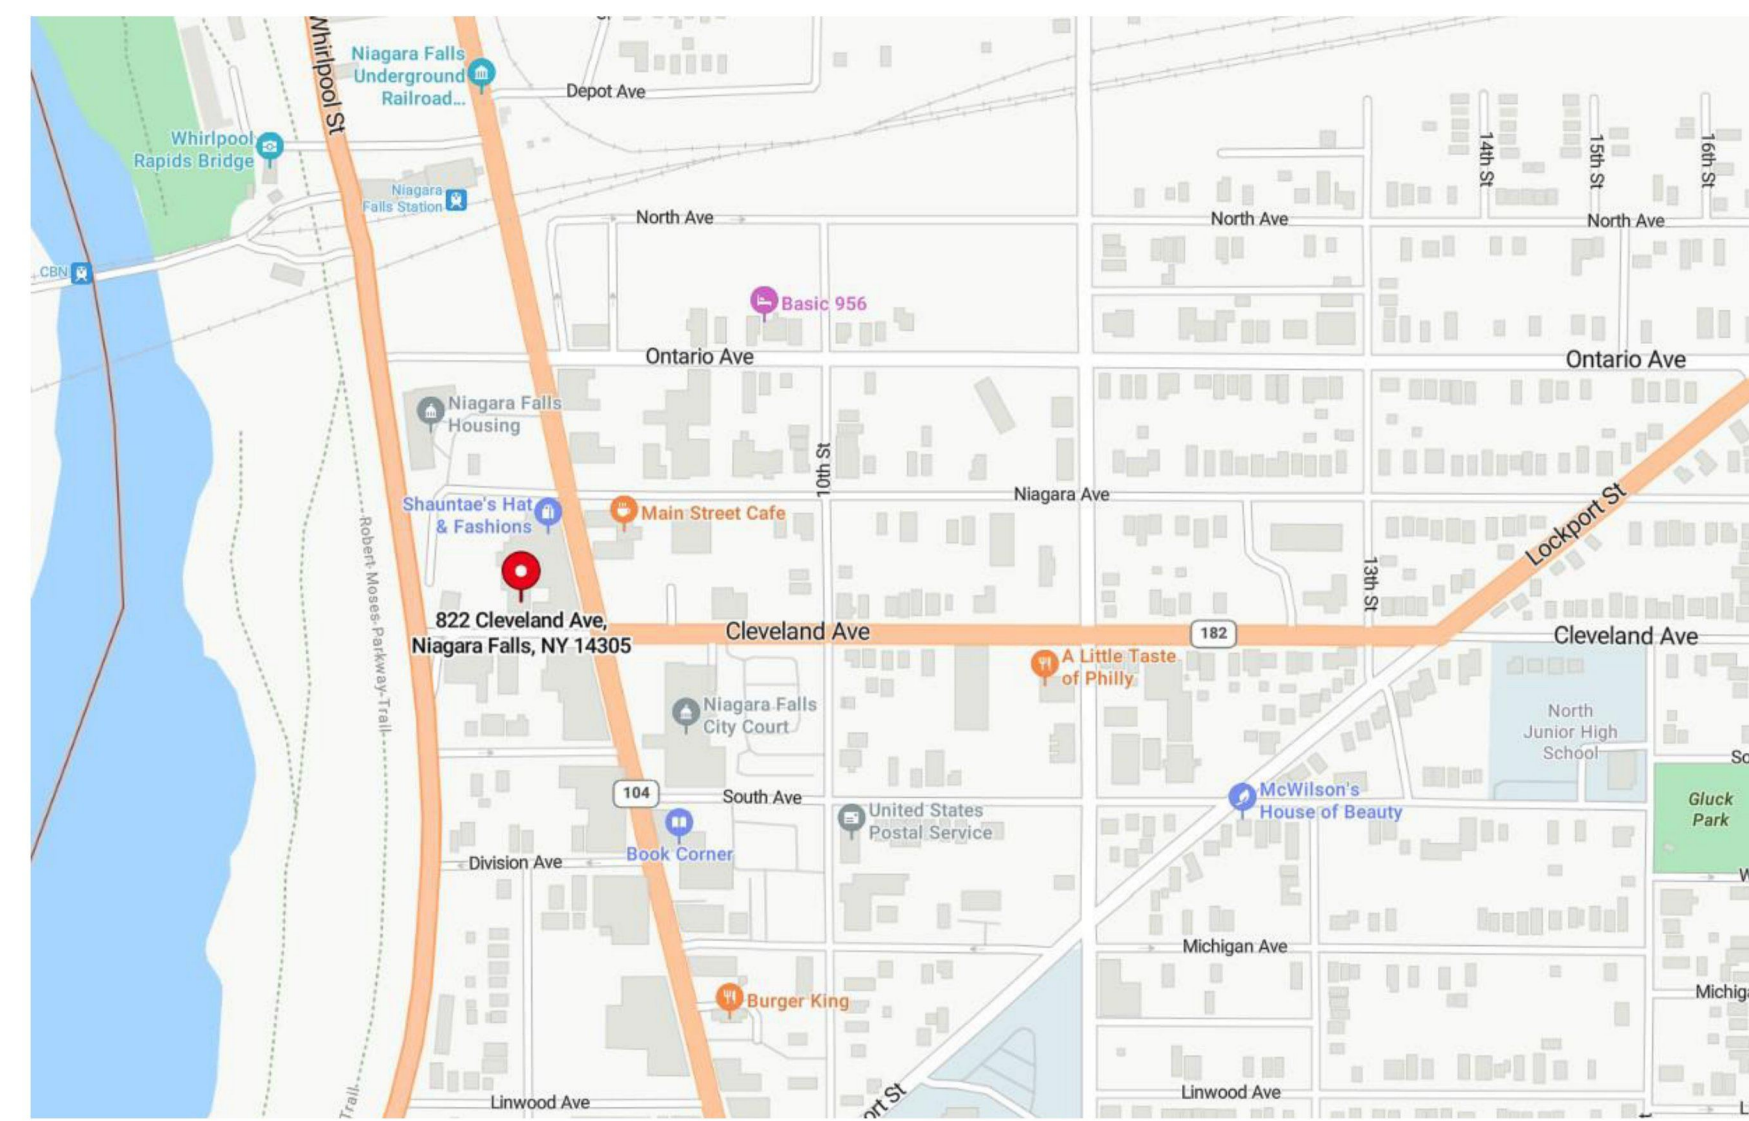 Whirlpool St
Niagara Falls
Underground
Railroad...
Depot Ave
Whirlpool
Rapids Bridge
14th St
15th St
16th St
Niagara
Falls Station
North Ave
North Ave
North Ave
CBN
Basic 956
Ontario Ave
Ontario Ave
Niagara Falls
Housing
10th St
Niagara Ave
Shauntae's Hat
& Fashions
Main Street Cafe
Lockport St
Robert Moses Parkway Trail
13th St
822 Cleveland Ave,
Niagara Falls, NY 14305
Cleveland Ave
182
Cleveland Ave
A Little Taste
of Philly
Niagara Falls
City Court
North
Junior High
School
So
104
South Ave
McWilson's
House of Beauty
Gluck
Park
United States
Postal Service
Book Corner
Division Ave
W
Michigan Ave
Michiga
Burger King
Linwood Ave
Linwood Ave
Trail
ort St
L